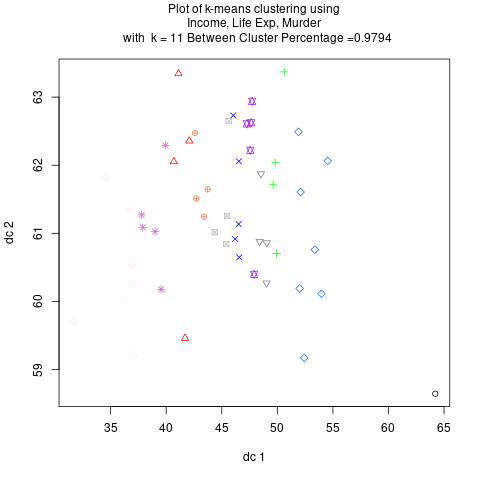 Plot of k-means clustering using
Income, Life Exp, Murder
with  k = 11 Between Cluster Percentage =0.9794
63
62
61
60
59
dc 2
35 40 45 50 55 60 65
dc 1